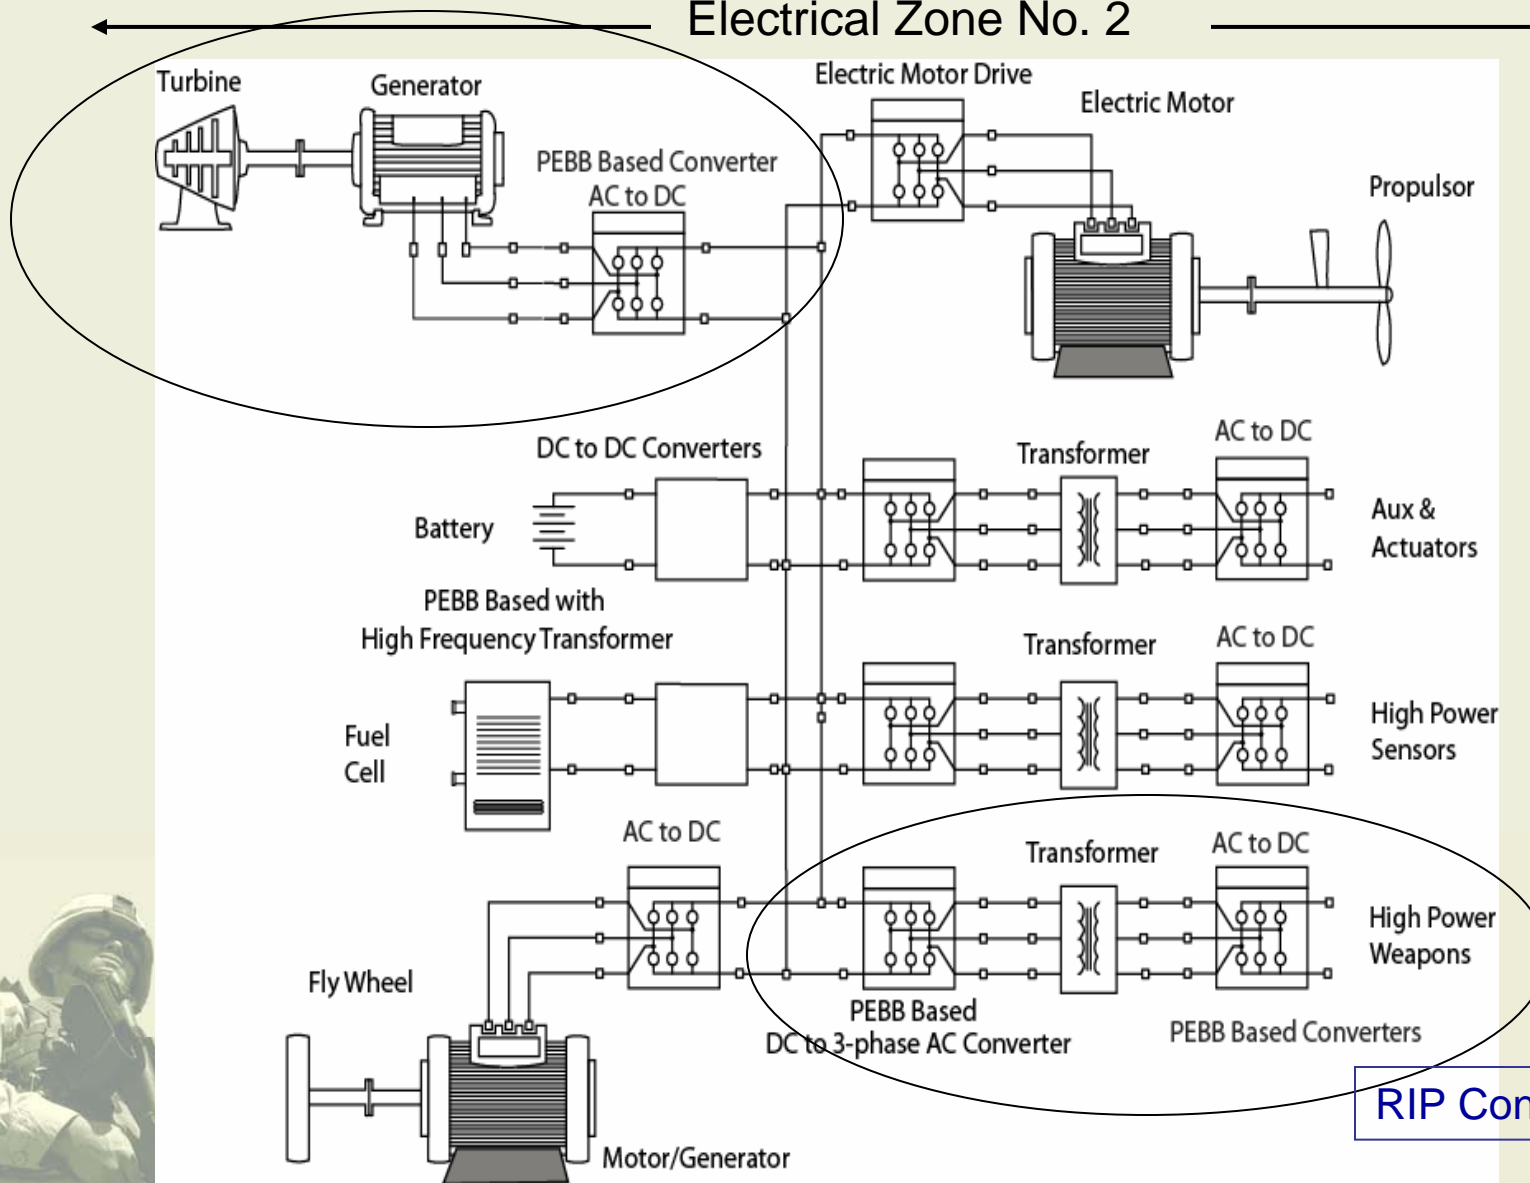 Electrical Zone No. 2
Turbine
Generator
Electric Motor Drive
Electric Motor
PEBB Based Converter
AC to DC
Propulsor
DC to DC Converters
Transformer
AC to DC
Battery
Aux &
Actuators
PEBB Based with
High Frequency Transformer
Transformer
AC to DC
Fuel
Cell
High Power
Sensors
AC to DC
Transformer
AC to DC
High Power
Weapons
Fly Wheel
PEBB Based
DC to 3-phase AC Converter
PEBB Based Converters
RIP Con
Motor/Generator